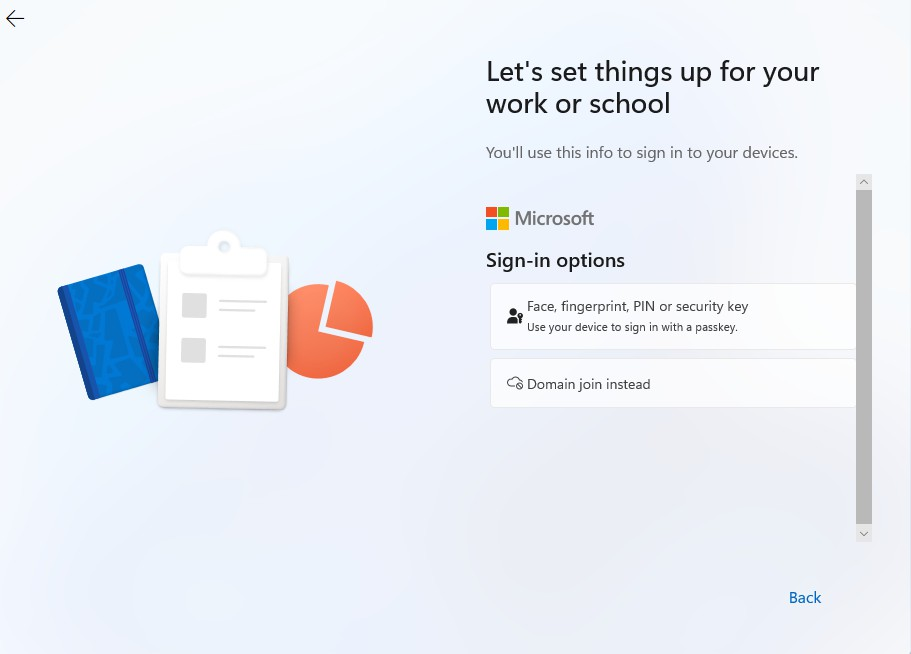 Let's set things up for your
work or school
You'll use this info to sign in to your devices.
Microsoft
Sign-in options
Face, fingerprint, PIN or security key
Use your device to sign in with a passkey.
Domain join instead
Back